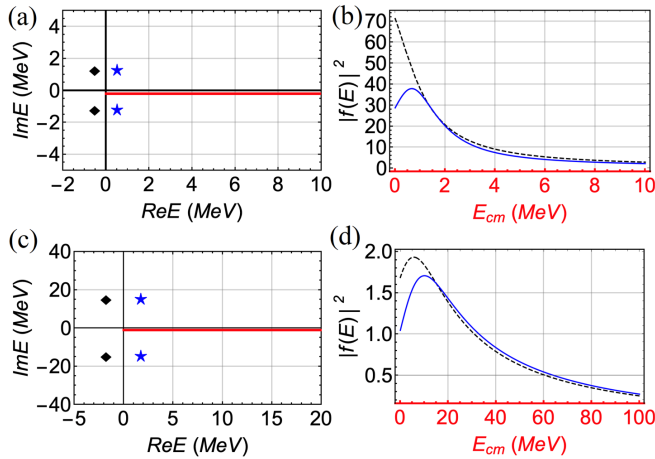 (a)
ImE (MeV)
4
2
0
−2
−4
−2 0 2 4 6 8 10
ReE (MeV)
(b)
|f(E)|²
70
60
50
40
30
20
10
0
0 2 4 6 8 10
Ecm (MeV)
(c)
ImE (MeV)
40
20
0
−20
−40
−5 0 5 10 15 20
ReE (MeV)
(d)
|f(E)|²
2.0
1.5
1.0
0.5
0 20 40 60 80 100
Ecm (MeV)